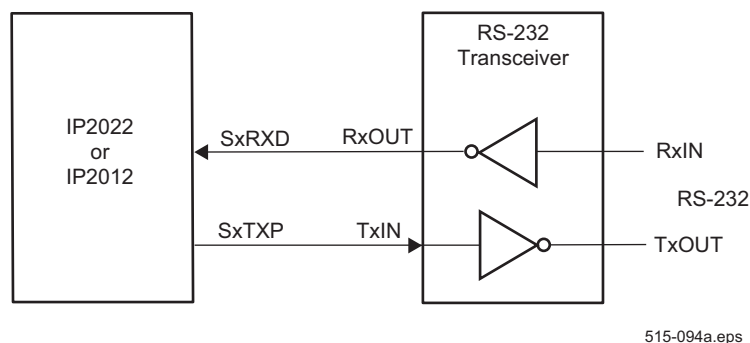 RS-232
Transceiver
IP2022
or
IP2012
SxRXD
RxOUT
RxIN
RS-232
SxTXP
TxIN
TxOUT
515-094a.eps